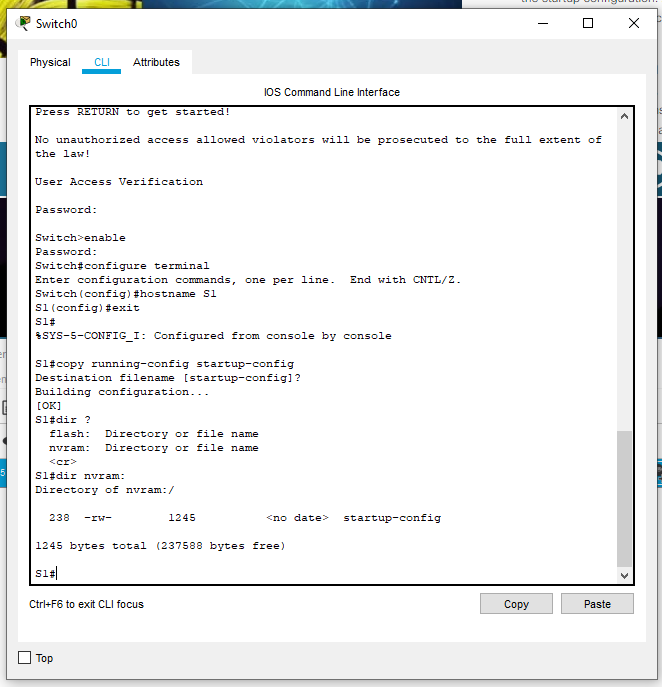 the startup configuration.
Switch0
Physical CLI Attributes
IOS Command Line Interface
Press RETURN to get started!
No unauthorized access allowed violators will be prosecuted to the full extent of
the law!
User Access Verification
Password:
Switch>enable
Password:
Switch#configure terminal
Enter configuration commands, one per line.  End with CNTL/Z.
Switch(config)#hostname S1
S1(config)#exit
S1#
%SYS-5-CONFIG_I: Configured from console by console
S1#copy running-config startup-config
Destination filename [startup-config]?
Building configuration...
[OK]
S1#dir ?
flash:  Directory or file name
nvram:  Directory or file name
<cr>
S1#dir nvram:
Directory of nvram:/
238  -rw-        1245          <no date>  startup-config
1245 bytes total (237588 bytes free)
S1#
Ctrl+F6 to exit CLI focus
Copy Paste
Top